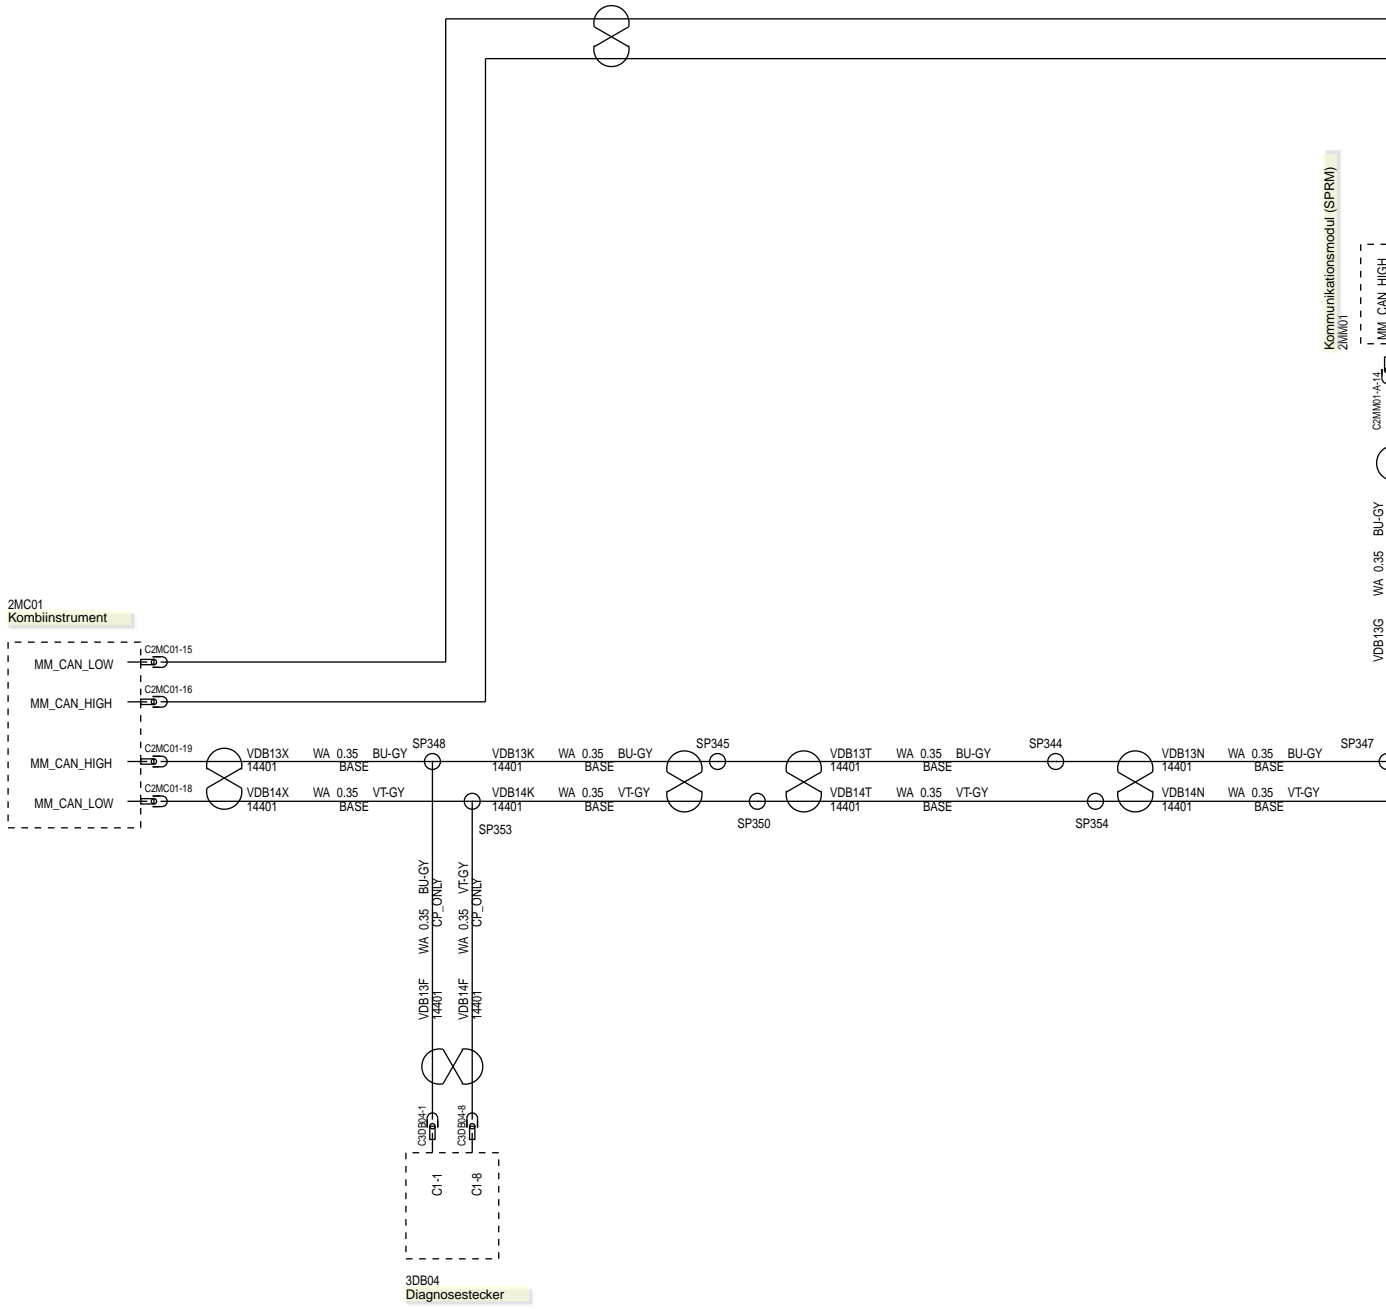 Kommunikationsmodul (SPRM)
2MM01
MM_CAN_HIGH
C2MM01-A-14
VDB13G WA 0.35 BU-GY
2MC01
Kombiinstrument
MM_CAN_LOW
C2MC01-15
MM_CAN_HIGH
C2MC01-16
MM_CAN_HIGH
C2MC01-19
MM_CAN_LOW
C2MC01-18
VDB13X WA 0.35 BU-GY
14401 BASE
VDB14X WA 0.35 VT-GY
14401 BASE
SP348
SP353
VDB13K WA 0.35 BU-GY
14401 BASE
VDB14K WA 0.35 VT-GY
14401 BASE
SP345
SP350
VDB13T WA 0.35 BU-GY
14401 BASE
VDB14T WA 0.35 VT-GY
14401 BASE
SP344
SP354
VDB13N WA 0.35 BU-GY
14401 BASE
VDB14N WA 0.35 VT-GY
14401 BASE
SP347
VDB13F WA 0.35 BU-GY
14401 CP_ONLY
VDB14F WA 0.35 VT-GY
14401 CP_ONLY
C3DB04-1
C3DB04-8
C1-1
C1-8
3DB04
Diagnosestecker